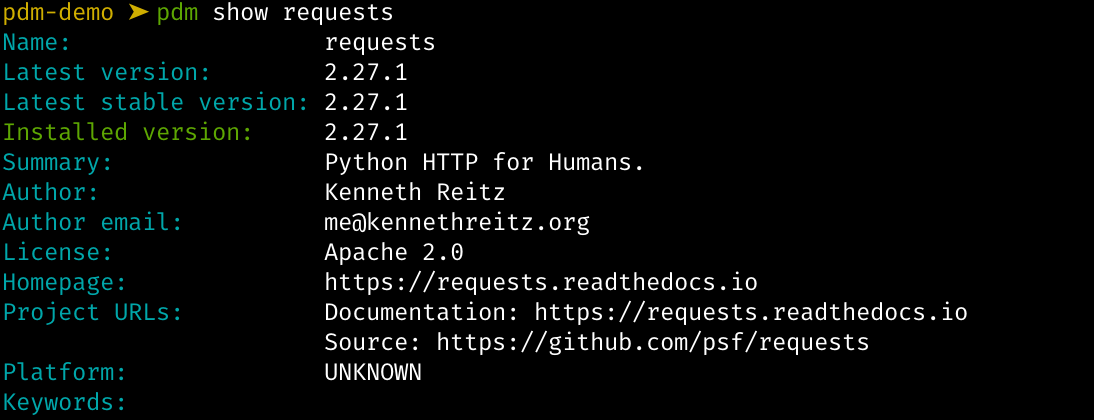 pdm-demo ➤ pdm show requests
Name: requests
Latest version: 2.27.1
Latest stable version: 2.27.1
Installed version: 2.27.1
Summary: Python HTTP for Humans.
Author: Kenneth Reitz
Author email: me@kennethreitz.org
License: Apache 2.0
Homepage: https://requests.readthedocs.io
Project URLs: Documentation: https://requests.readthedocs.io
Source: https://github.com/psf/requests
Platform: UNKNOWN
Keywords: